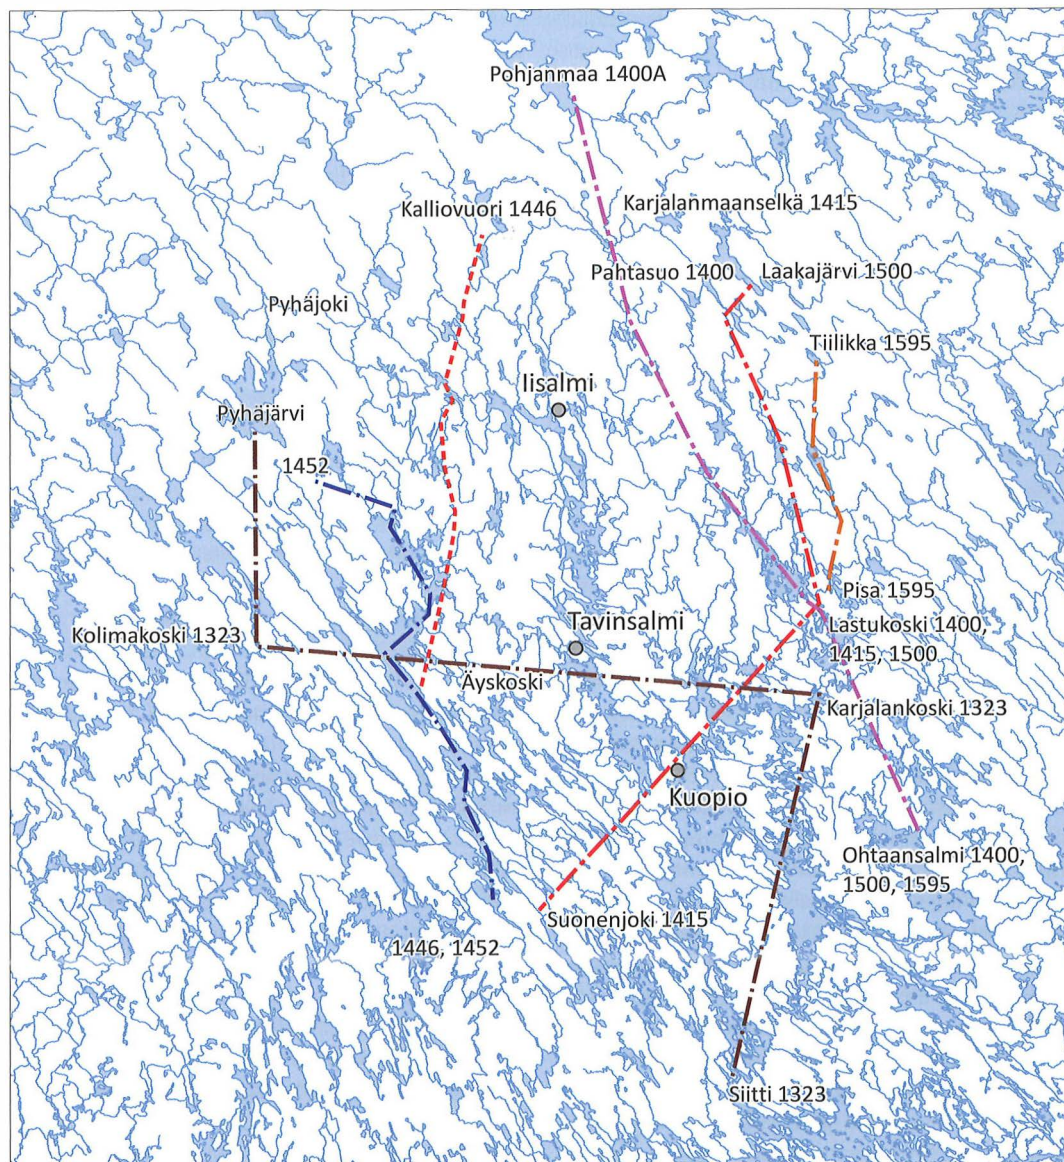 Pohjanmaa 1400A
Karjalanmaanselkä 1415
Kalliovuori 1446
Pahtasuo 1400
Laakajärvi 1500
Pyhäjoki
Tiilikka 1595
Iisalmi
Pyhäjärvi
1452
Pisa 1595
Tavinsalmi
Lastukoski 1400,
1415, 1500
Kolimakoski 1323
Äyskoski
Karjalankoski 1323
Kuopio
Ohtaansalmi 1400,
1500, 1595
Suonenjoki 1415
1446, 1452
Siitti 1323